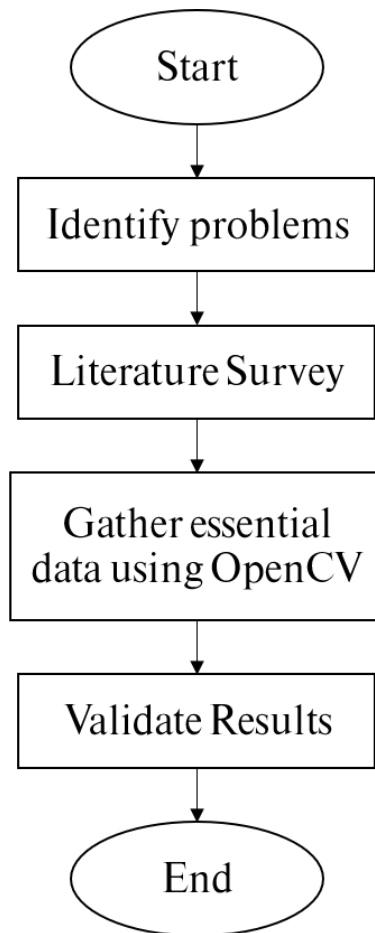 Start
Identify problems
Literature Survey
Gather essential
data using OpenCV
Validate Results
End